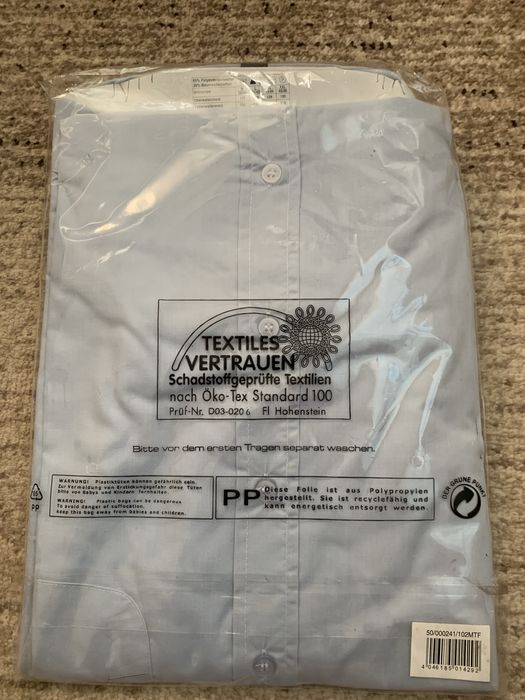 TEXTILES
VERTRAUEN
Schadstoffgeprüfte Textilien
nach Öko-Tex Standard 100
Prüf-Nr. D03-0206 FI Hohenstein
Bitte vor dem ersten Tragen separat waschen.
WARNUNG! Plastiktüten können gefährlich sein.
Zur Vermeidung von Erstickungsgefahr diese Tüten
bitte von Babys und Kindern fernhalten.
WARNING! Plastic bags can be dangerous
To avoid danger of suffocation,
keep this bag away from babies and children.
PP
Diese Folie ist aus Polypropylen
hergestellt. Sie ist recyclefähig und
kann energetisch entsorgt werden.
DER GRÜNE PUNKT
PP
50/000241/102MTF
4 046185 014292